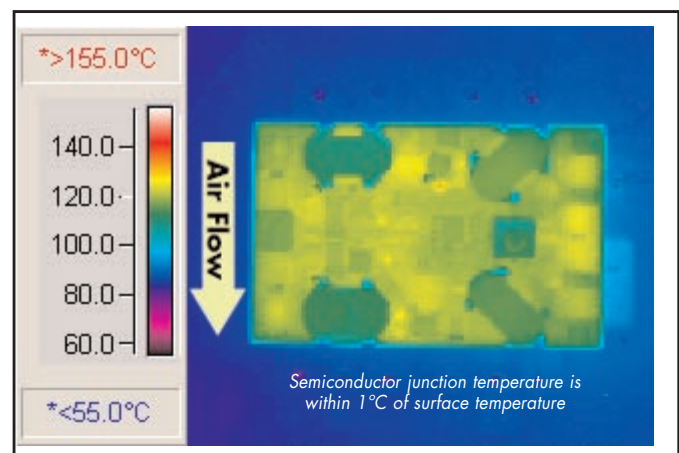 *>155.0°C
140.0
120.0
100.0
80.0
60.0
*<55.0°C
Air Flow
Semiconductor junction temperature is
within 1°C of surface temperature